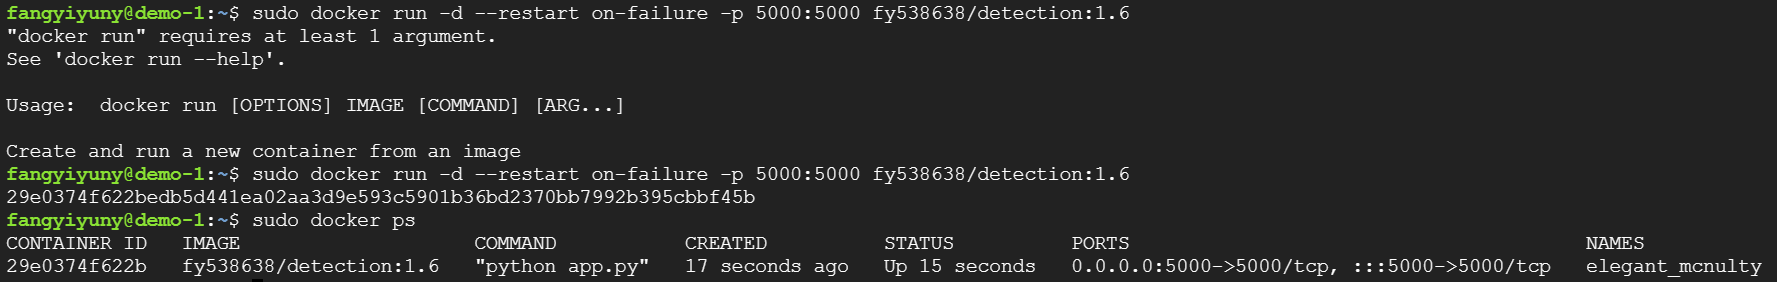 fangyiyuny@demo-1:~$ sudo docker run -d --restart on-failure -p 5000:5000 fy538638/detection:1.6
"docker run" requires at least 1 argument.
See 'docker run --help'.
Usage:  docker run [OPTIONS] IMAGE [COMMAND] [ARG...]
Create and run a new container from an image
fangyiyuny@demo-1:~$ sudo docker run -d --restart on-failure -p 5000:5000 fy538638/detection:1.6
29e0374f622bedb5d441ea02aa3d9e593c5901b36bd2370bb7992b395cbbf45b
fangyiyuny@demo-1:~$ sudo docker ps
CONTAINER ID   IMAGE                    COMMAND           CREATED          STATUS          PORTS                                       NAMES
29e0374f622b   fy538638/detection:1.6   "python app.py"   17 seconds ago   Up 15 seconds   0.0.0.0:5000->5000/tcp, :::5000->5000/tcp   elegant_mcnulty